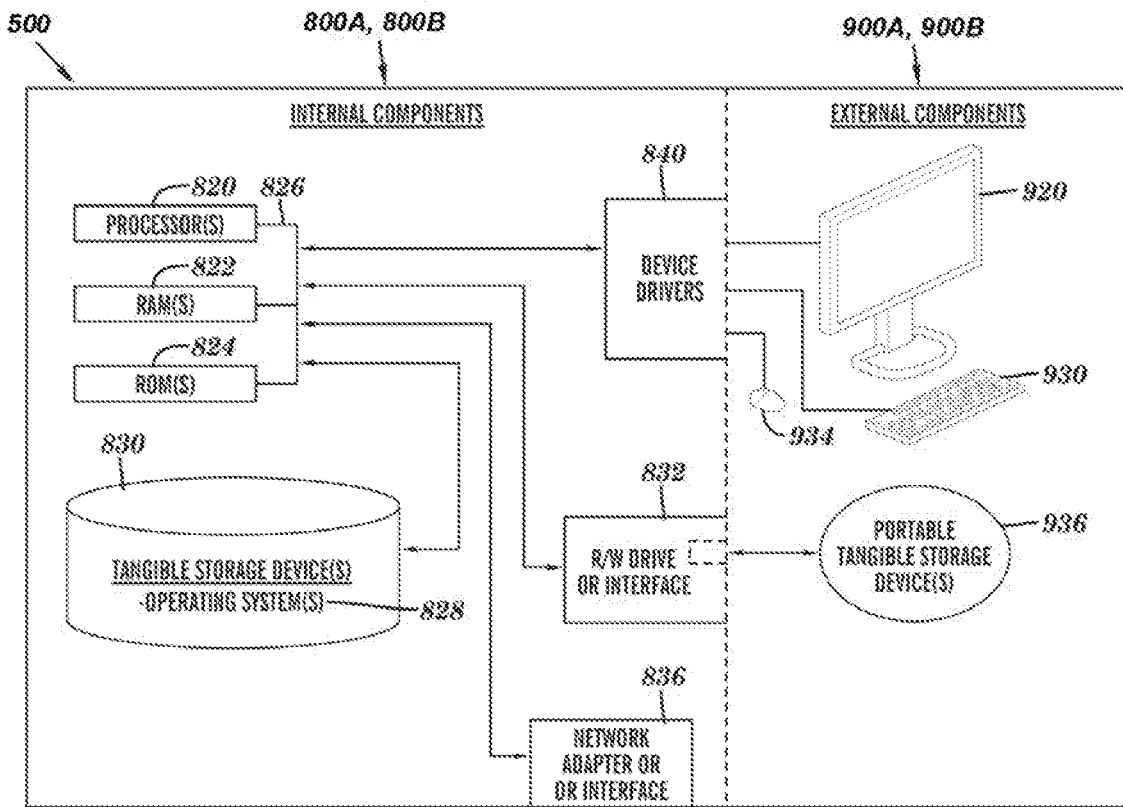 500
800A, 800B
900A, 900B
INTERNAL COMPONENTS
EXTERNAL COMPONENTS
820
826
PROCESSOR(S)
822
RAM(S)
824
ROM(S)
840
DEVICE
DRIVERS
920
930
934
830
TANGIBLE STORAGE DEVICE(S)
-OPERATING SYSTEM(S)
828
832
R/W DRIVE
OR INTERFACE
PORTABLE
TANGIBLE STORAGE
DEVICE(S)
936
836
NETWORK
ADAPTER OR
OR INTERFACE